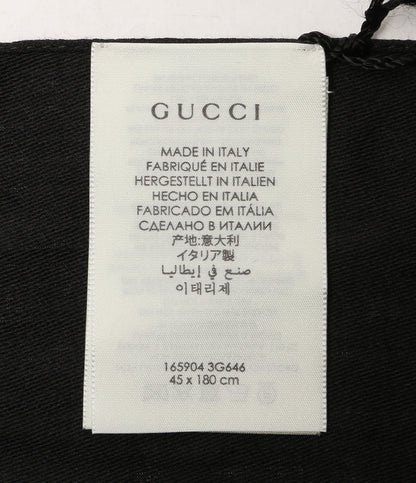 GUCCI
MADE IN ITALY
FABRIQUÉ EN ITALIE
HERGESTELLT IN ITALIEN
HECHO EN ITALIA
FABRICADO EM ITÁLIA
СДЕЛАНО В ИТАЛИИ
产地:意大利
イタリア製
صنع في إيطاليا
이태리제
165904 3G646
45 x 180 cm